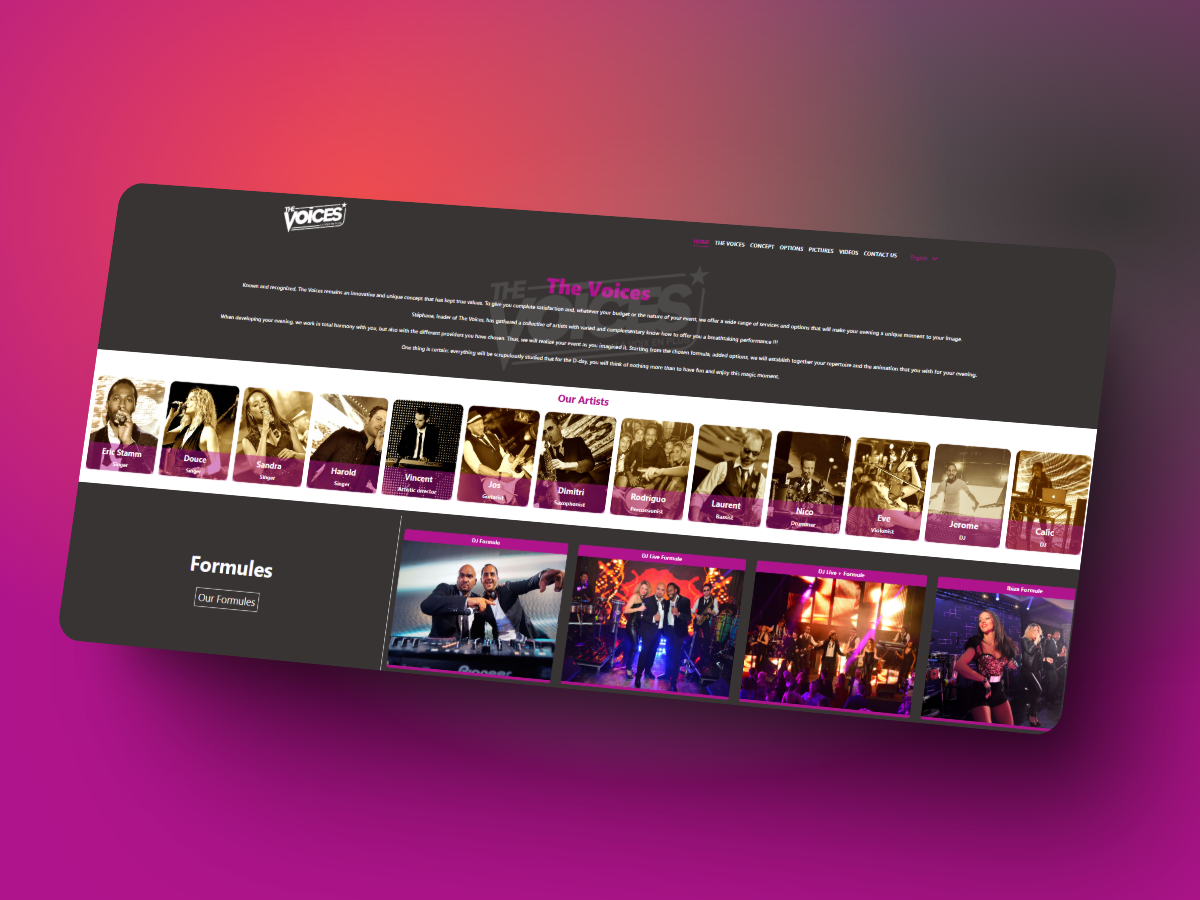 THE
VOICES
HOME THE VOICES CONCEPT OPTIONS PICTURES VIDEOS CONTACT US English
THE
VOICES
VOIX EN PLUS
The Voices
Known and recognized, The Voices remains an innovative and unique concept that has kept true values. To give you complete satisfaction and, whatever your budget or the nature of your event, we offer a wide range of services and options that will make your evening a unique moment to your image.
Stéphane, leader of The Voices, has gathered a collective of artists with varied and complementary know-how to offer you a breathtaking performance !!!
When developing your evening, we work in total harmony with you, but also with the different providers you have chosen. Thus, we will realize your event as you imagined it. Starting from the chosen formula, added options, we will establish together your repertoire and the animation that you wish for your evening.
One thing is certain: everything will be scrupulously studied that for the D-day, you will think of nothing more than to have fun and enjoy this magic moment.
Our Artists
Eric Stamm
Singer
Douce
Singer
Sandra
Singer
Harold
Singer
Vincent
Artistic director
Jos
Guitarist
Dimitri
Saxophonist
Rodriguo
Percussionist
Laurent
Bassist
Nico
Drummer
Eve
Violonist
Jerome
DJ
Calic
DJ
Formules
Our Formules
DJ Formule
DJ Live Formule
DJ Live + Formule
Ibiza Formule
Pioneer